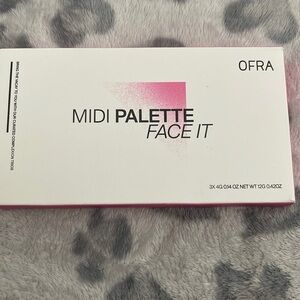 OFRA
MIDI PALETTE
FACE IT
3X 4G 0.14 OZ NET WT 12G 0.42OZ